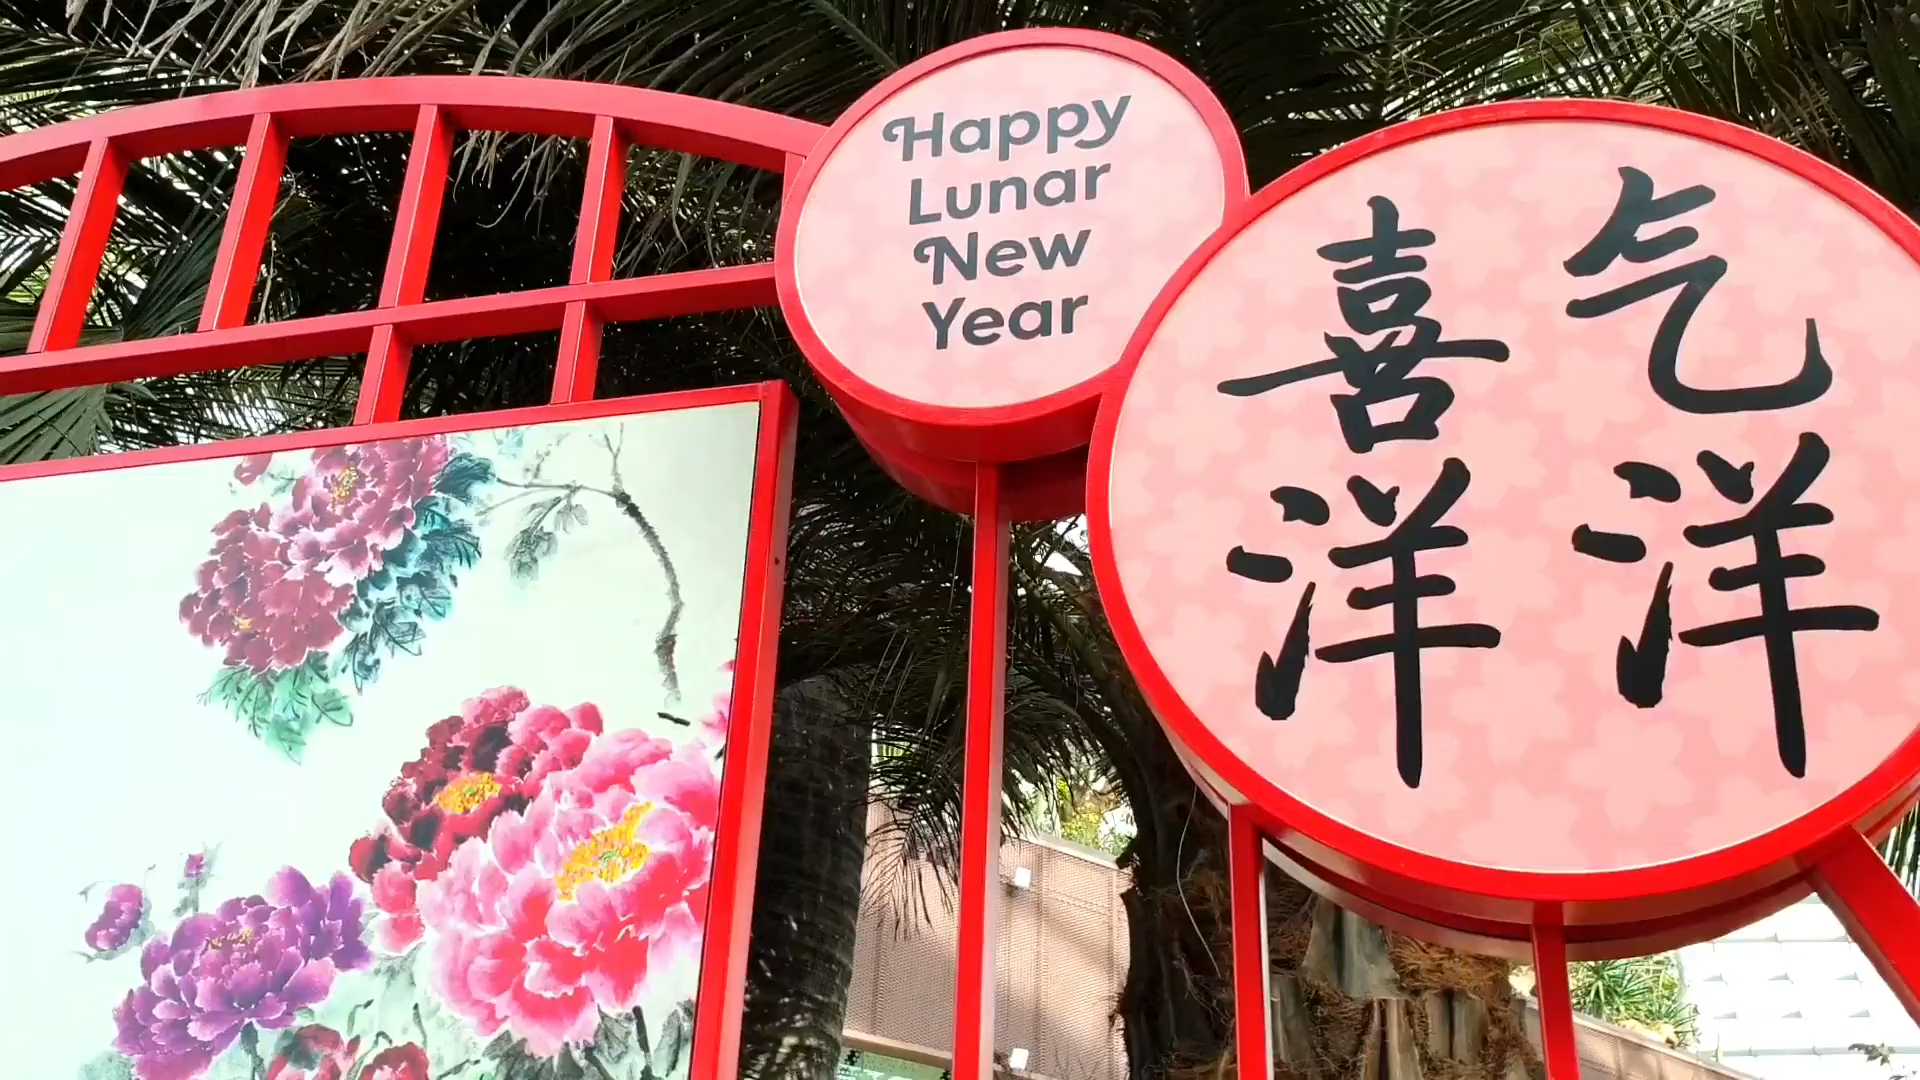 Happy
Lunar
New
Year
喜气
洋洋